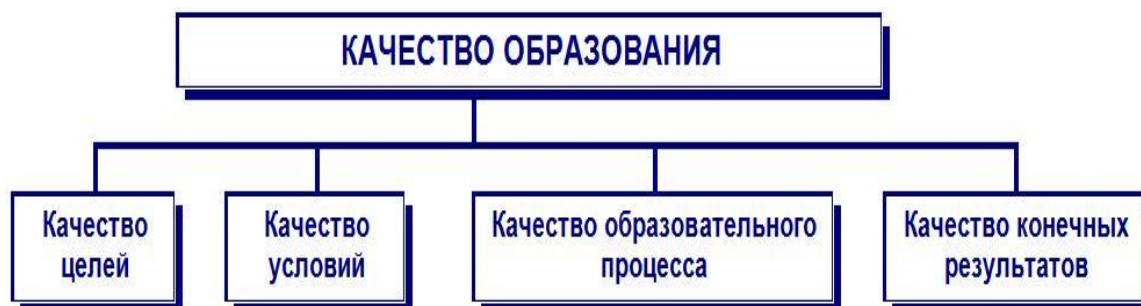 КАЧЕСТВО ОБРАЗОВАНИЯ
Качество
целей
Качество
условий
Качество образовательного
процесса
Качество конечных
результатов